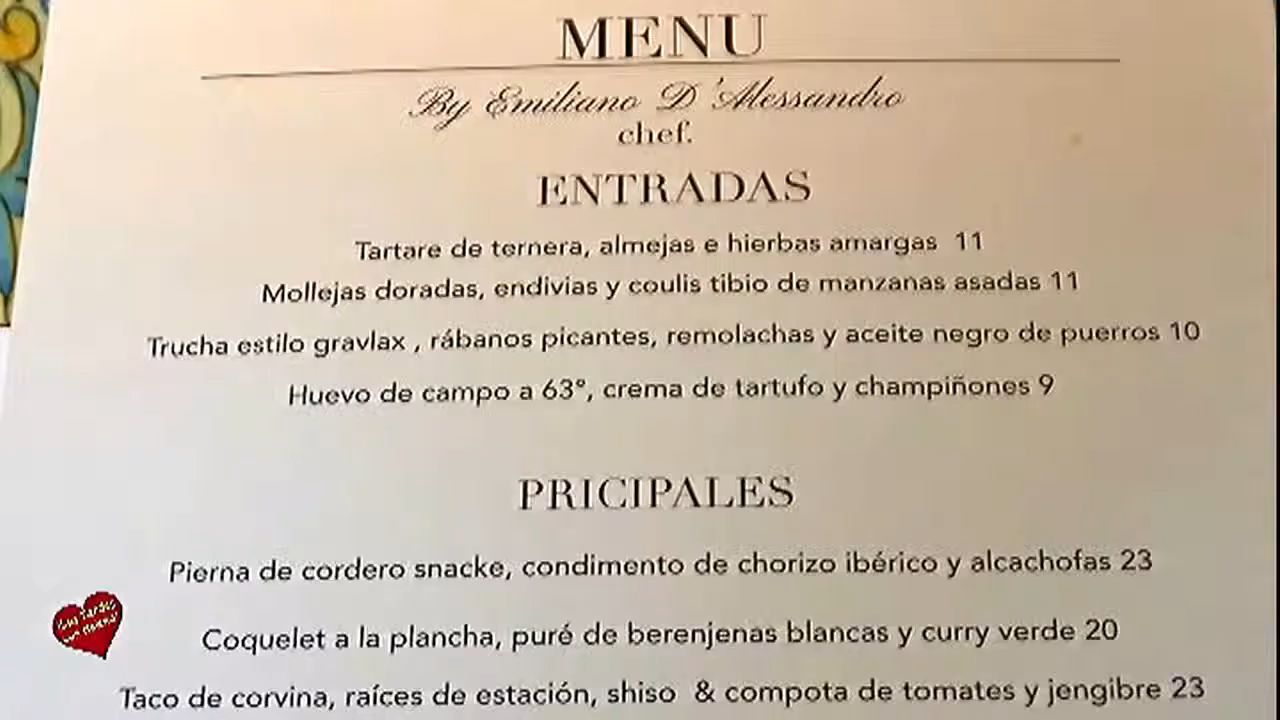 MENU
By Emiliano D'Alessandro
chef.
ENTRADAS
Tartare de ternera, almejas e hierbas amargas 11
Mollejas doradas, endivias y coulis tibio de manzanas asadas 11
Trucha estilo gravlax , rábanos picantes, remolachas y aceite negro de puerros 10
Huevo de campo a 63°, crema de tartufo y champiñones 9
PRICIPALES
Pierna de cordero snacke, condimento de chorizo ibérico y alcachofas 23
Coquelet a la plancha, puré de berenjenas blancas y curry verde 20
Taco de corvina, raíces de estación, shiso & compota de tomates y jengibre 23